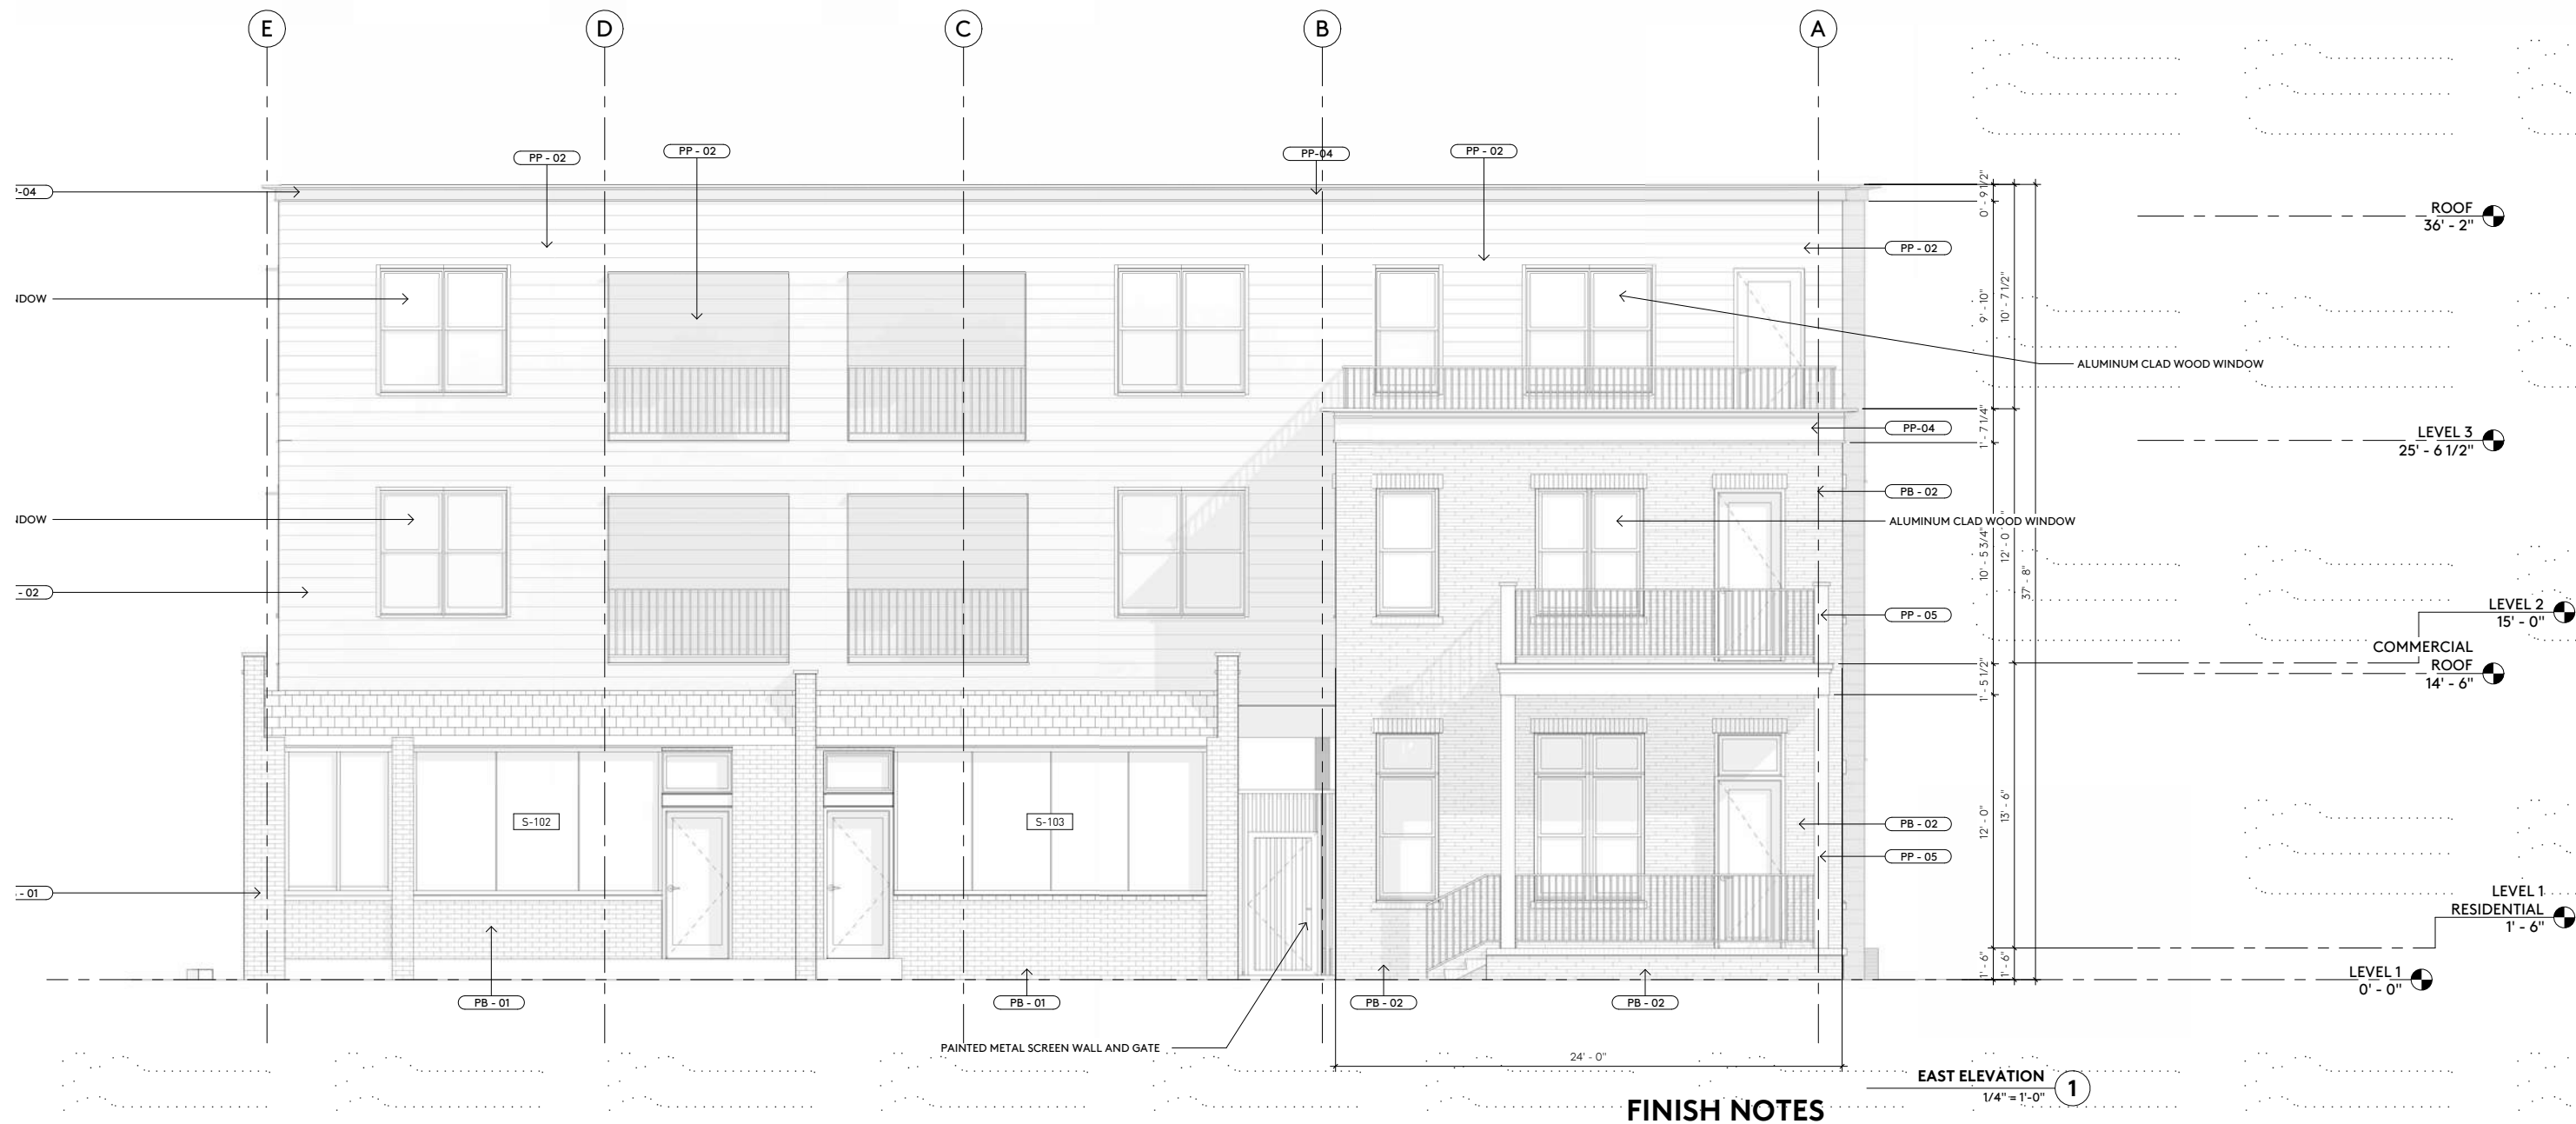 E
D
C
B
A
PP - 02
PP - 02
PP-04
PP - 02
-04
ROOF
36' - 2"
PP - 02
0' - 9 1/2"
9' - 10"
10' - 7 1/2"
ALUMINUM CLAD WOOD WINDOW
PP-04
1' - 7 1/4"
LEVEL 3
25' - 6 1/2"
PB - 02
ALUMINUM CLAD WOOD WINDOW
10' - 5 3/4"
12' - 0
37' - 8"
- 02
PP - 05
LEVEL 2
15' - 0"
COMMERCIAL
ROOF
14' - 6"
1' - 5 1/2"
S-102
S-103
PB - 02
12' - 0"
13' - 6"
PP - 05
- 01
LEVEL 1
RESIDENTIAL
1' - 6"
1' - 6"
1' - 6"
LEVEL 1
0' - 0"
PB - 01
PB - 01
PB - 02
PB - 02
PAINTED METAL SCREEN WALL AND GATE
24' - 0"
EAST ELEVATION
1/4" = 1'-0"
1
FINISH NOTES